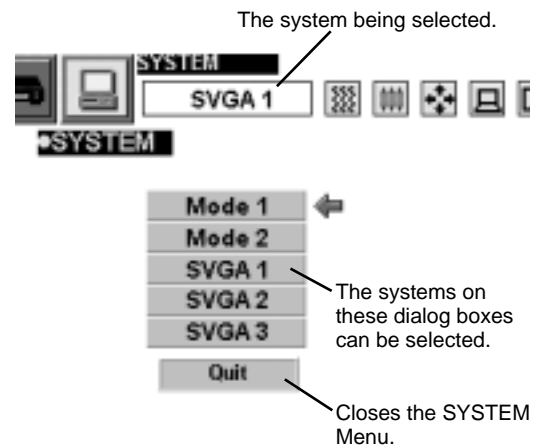 The system being selected.
SYSTEM
SVGA 1
SYSTEM
Mode 1
Mode 2
SVGA 1
SVGA 2
SVGA 3
Quit
The systems on
these dialog boxes
can be selected.
Closes the SYSTEM
Menu.